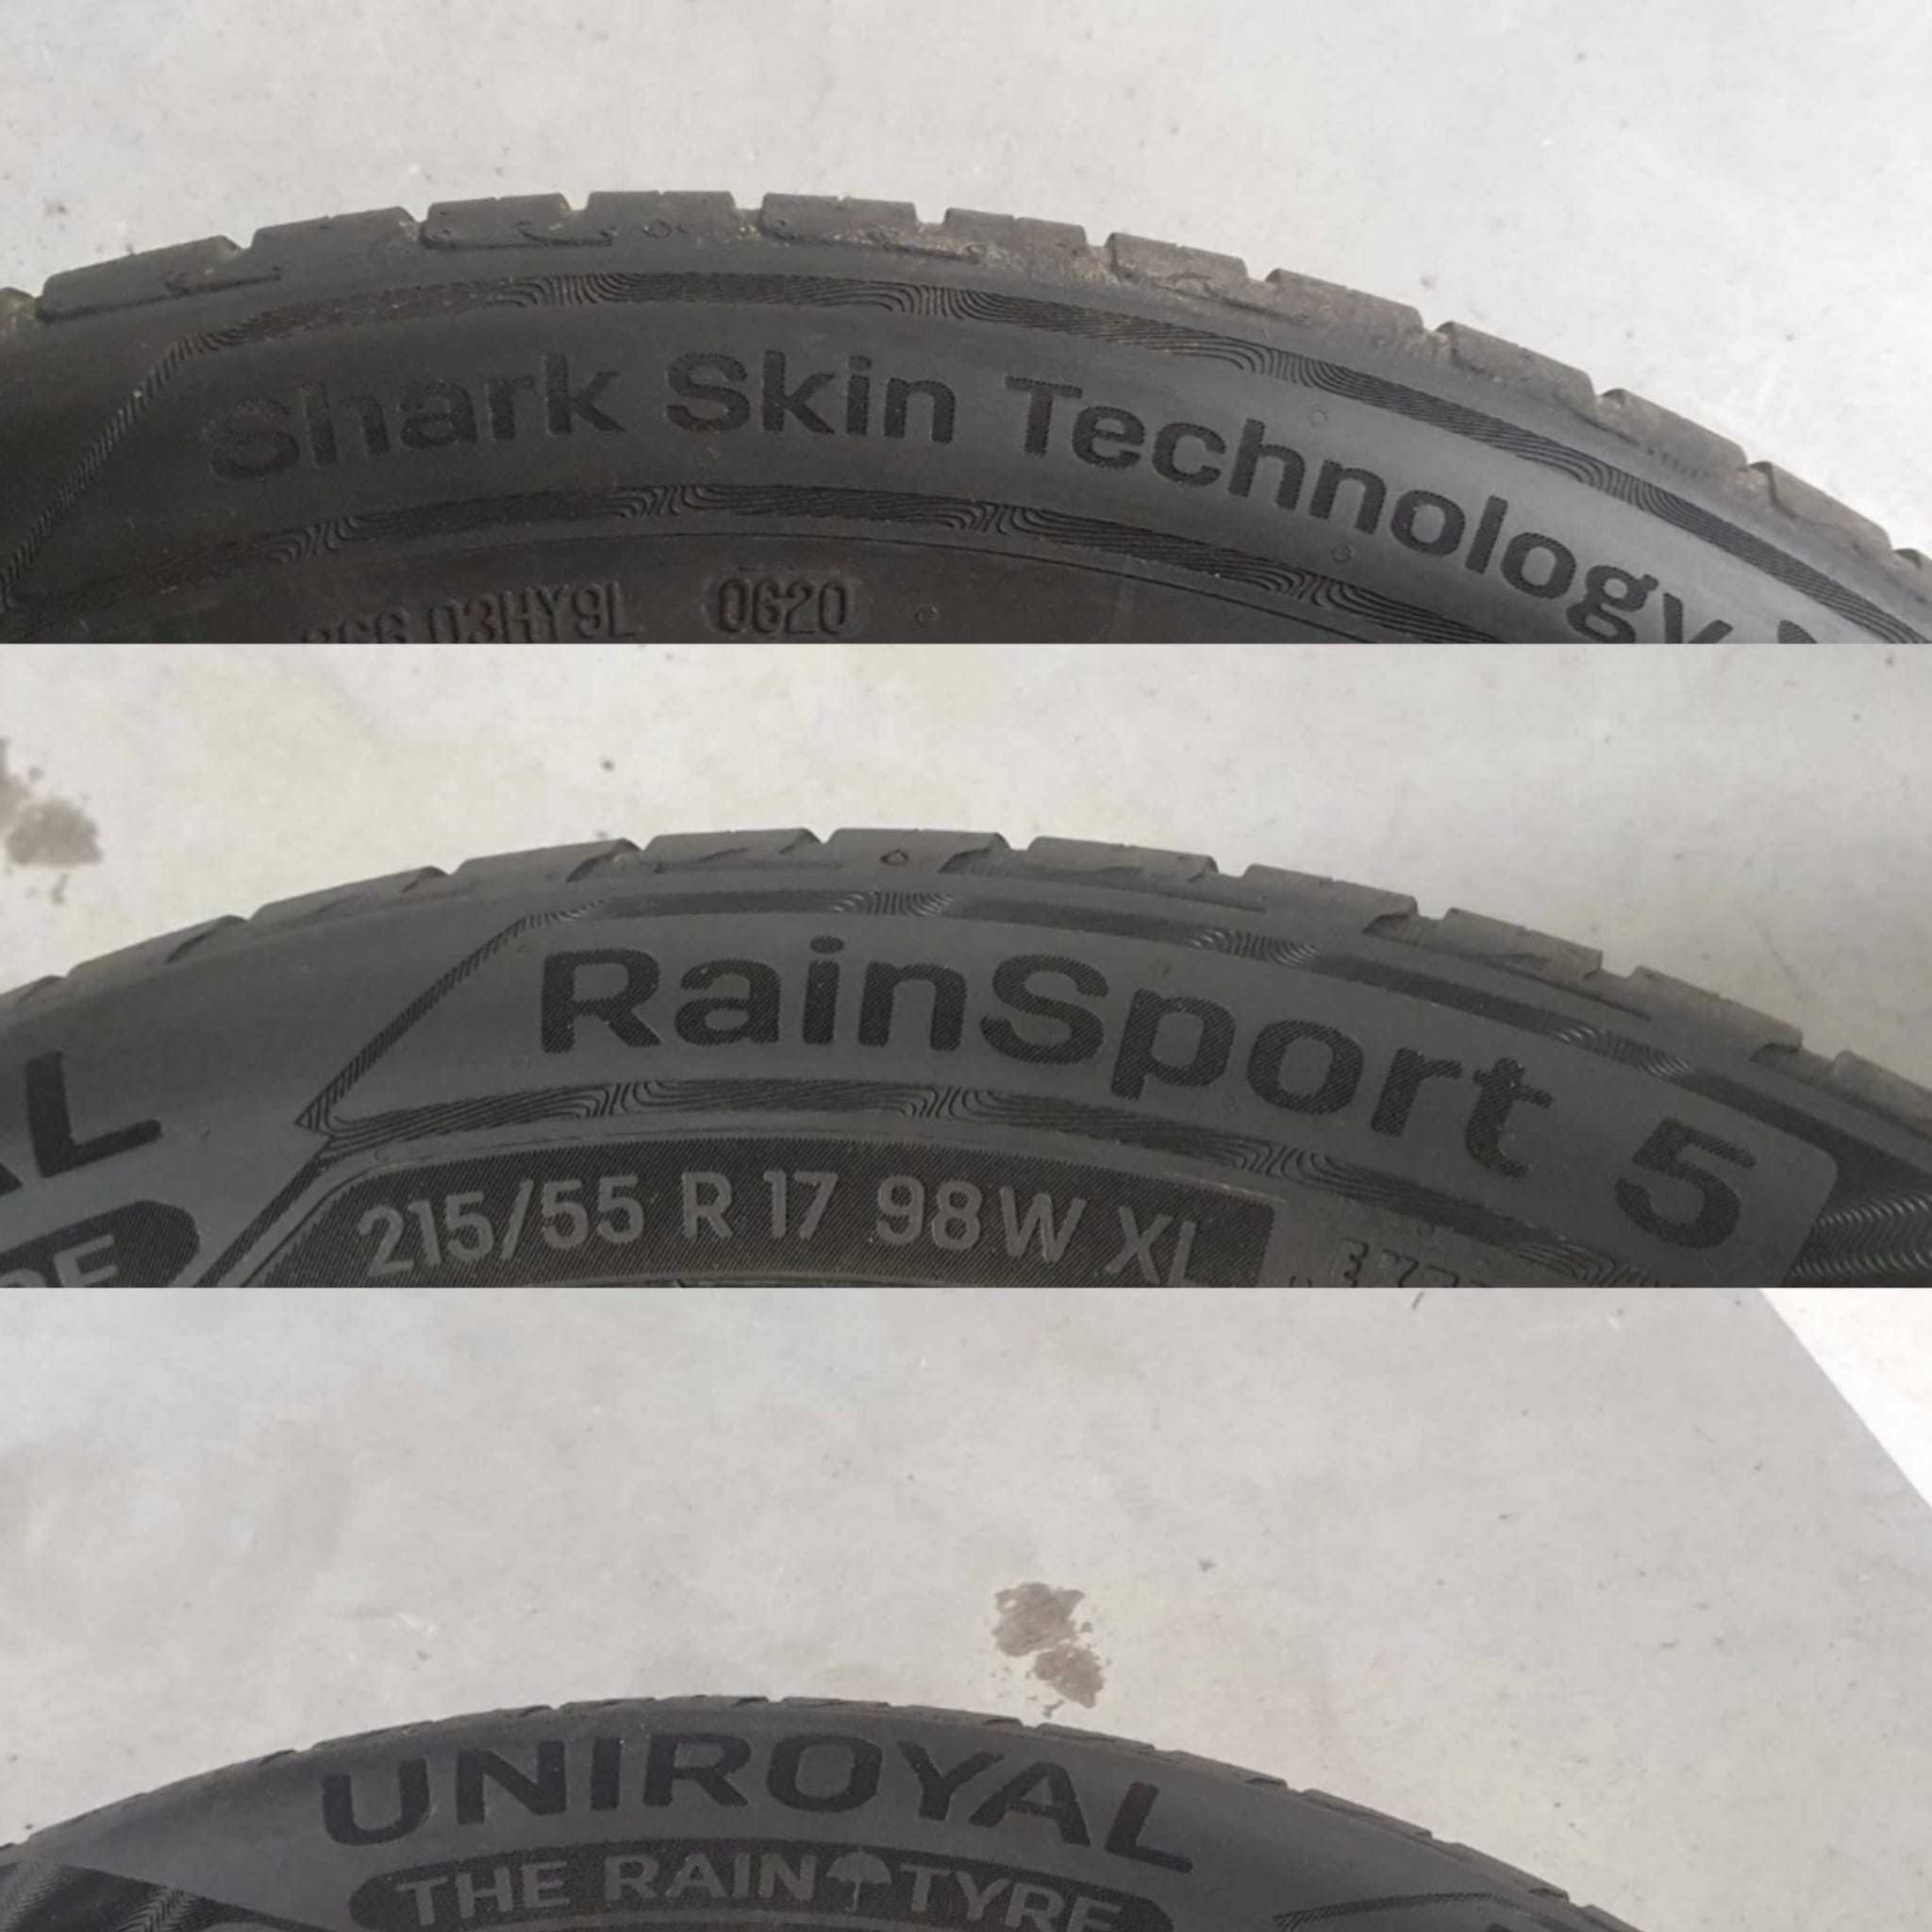 Shark Skin Technology
03HY9L 0620
RainSport 5
215/55 R 17 98W XL
UNIROYAL
THE RAIN TYRE